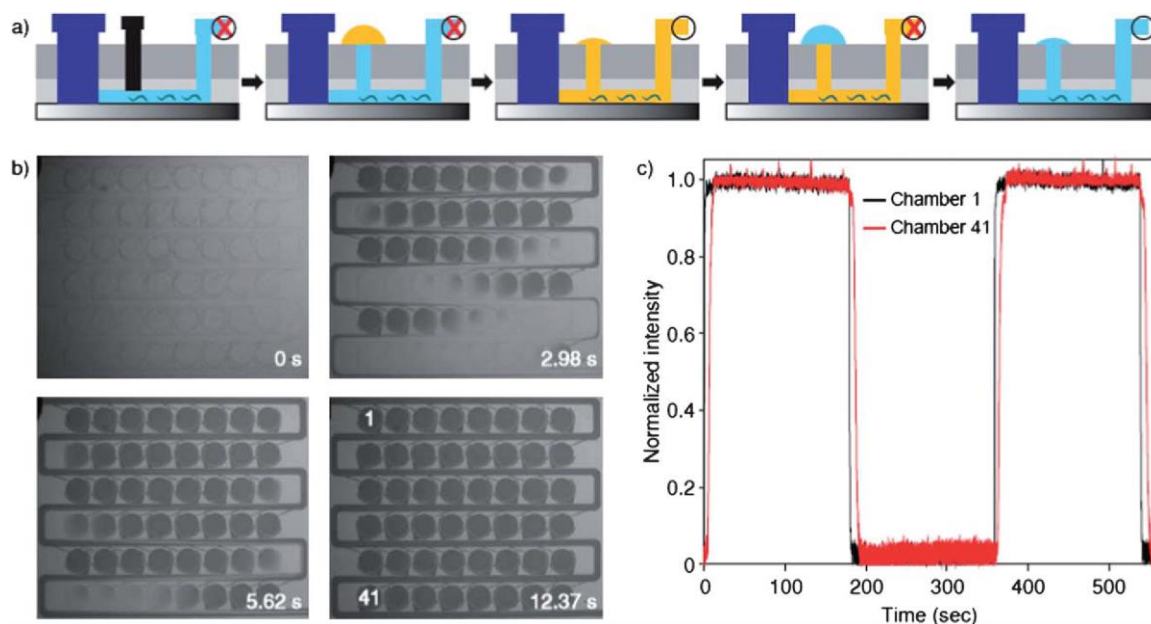 a)
b)
0 s
2.98 s
5.62 s
1
41
12.37 s
c)
Normalized intensity
1.0
0.8
0.6
0.4
0.2
0
Chamber 1
Chamber 41
0 100 200 300 400 500
Time (sec)